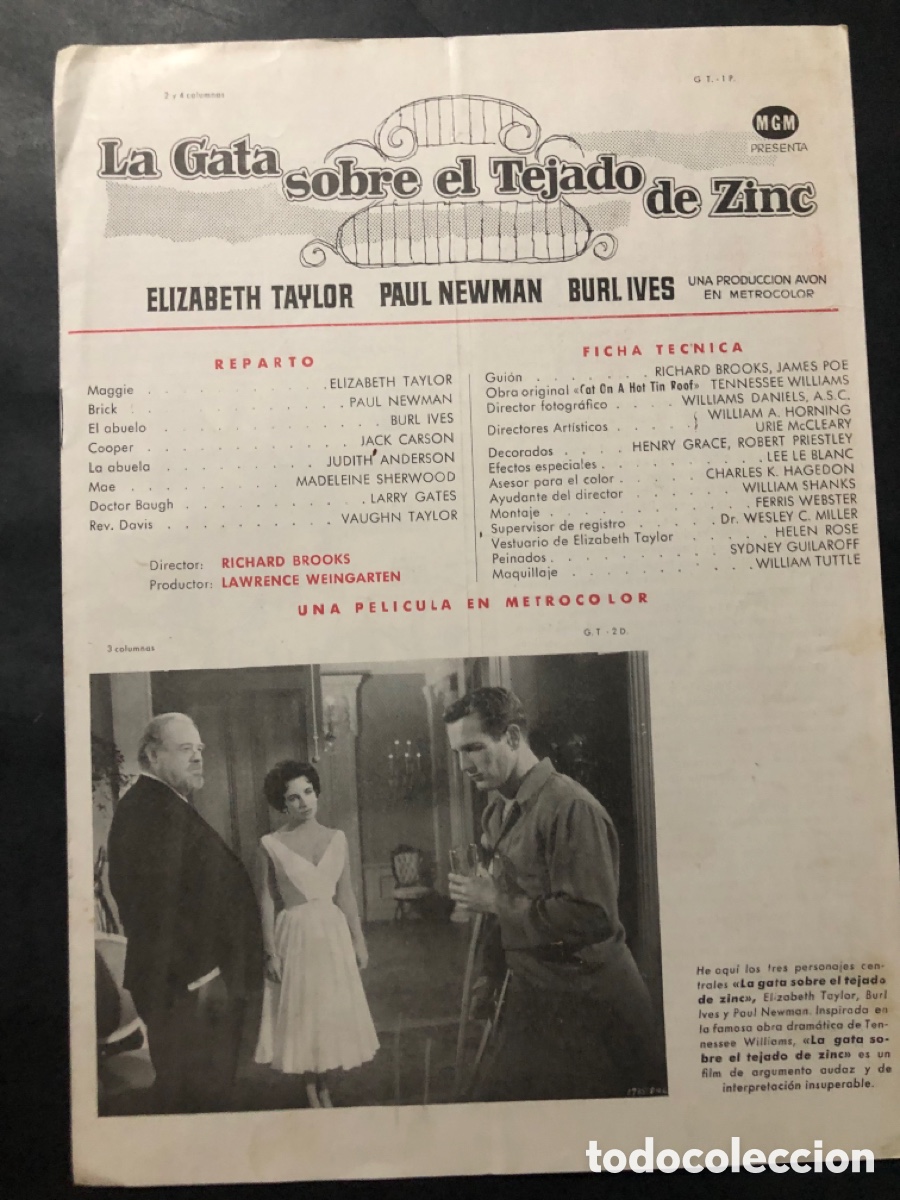 2 y 4 columnas
G T. - 1 P.
MGM
PRESENTA
La Gata sobre el Tejado de Zinc
ELIZABETH TAYLOR PAUL NEWMAN BURL IVES
UNA PRODUCCION AVON
EN METROCOLOR
REPARTO
Maggie . . . . . . . . . . . ELIZABETH TAYLOR
Brick . . . . . . . . . . . PAUL NEWMAN
El abuelo . . . . . . . . . . . BURL IVES
Cooper . . . . . . . . . . . JACK CARSON
La abuela . . . . . . . . . JUDITH ANDERSON
Mae . . . . . . . . MADELEINE SHERWOOD
Doctor Baugh . . . . . . . . . . LARRY GATES
Rev. Davis . . . . . . . . . VAUGHN TAYLOR
Director: RICHARD BROOKS
Productor: LAWRENCE WEINGARTEN
FICHA TECNICA
Guión . . . . . . . RICHARD BROOKS, JAMES POE
Obra original «Cat On A Hot Tin Roof» TENNESSEE WILLIAMS
Director fotográfico . . . . WILLIAMS DANIELS, A.S.C.
Directores Artísticos . . . . . { WILLIAM A. HORNING
URIE McCLEARY
Decorados . . . . . HENRY GRACE, ROBERT PRIESTLEY
Efectos especiales . . . . . . . . . . LEE LE BLANC
Asesor para el color . . . . . CHARLES K. HAGEDON
Ayudante del director . . . . . . . WILLIAM SHANKS
Montaje . . . . . . . . . . . . FERRIS WEBSTER
Supervisor de registro . . . . . Dr. WESLEY C. MILLER
Vestuario de Elizabeth Taylor . . . . . HELEN ROSE
Peinados . . . . . . . . . . SYDNEY GUILAROFF
Maquillaje . . . . . . . . . . . WILLIAM TUTTLE
UNA PELICULA EN METROCOLOR
G. T. - 2 D.
3 columnas
He aquí los tres personajes cen-
trales «La gata sobre el tejado
de zinc», Elizabeth Taylor, Burl
Ives y Paul Newman. Inspirada en
la famosa obra dramática de Ten-
nessee Williams, «La gata so-
bre el tejado de zinc» es un
film de argumento audaz y de
interpretación insuperable.
todocoleccion